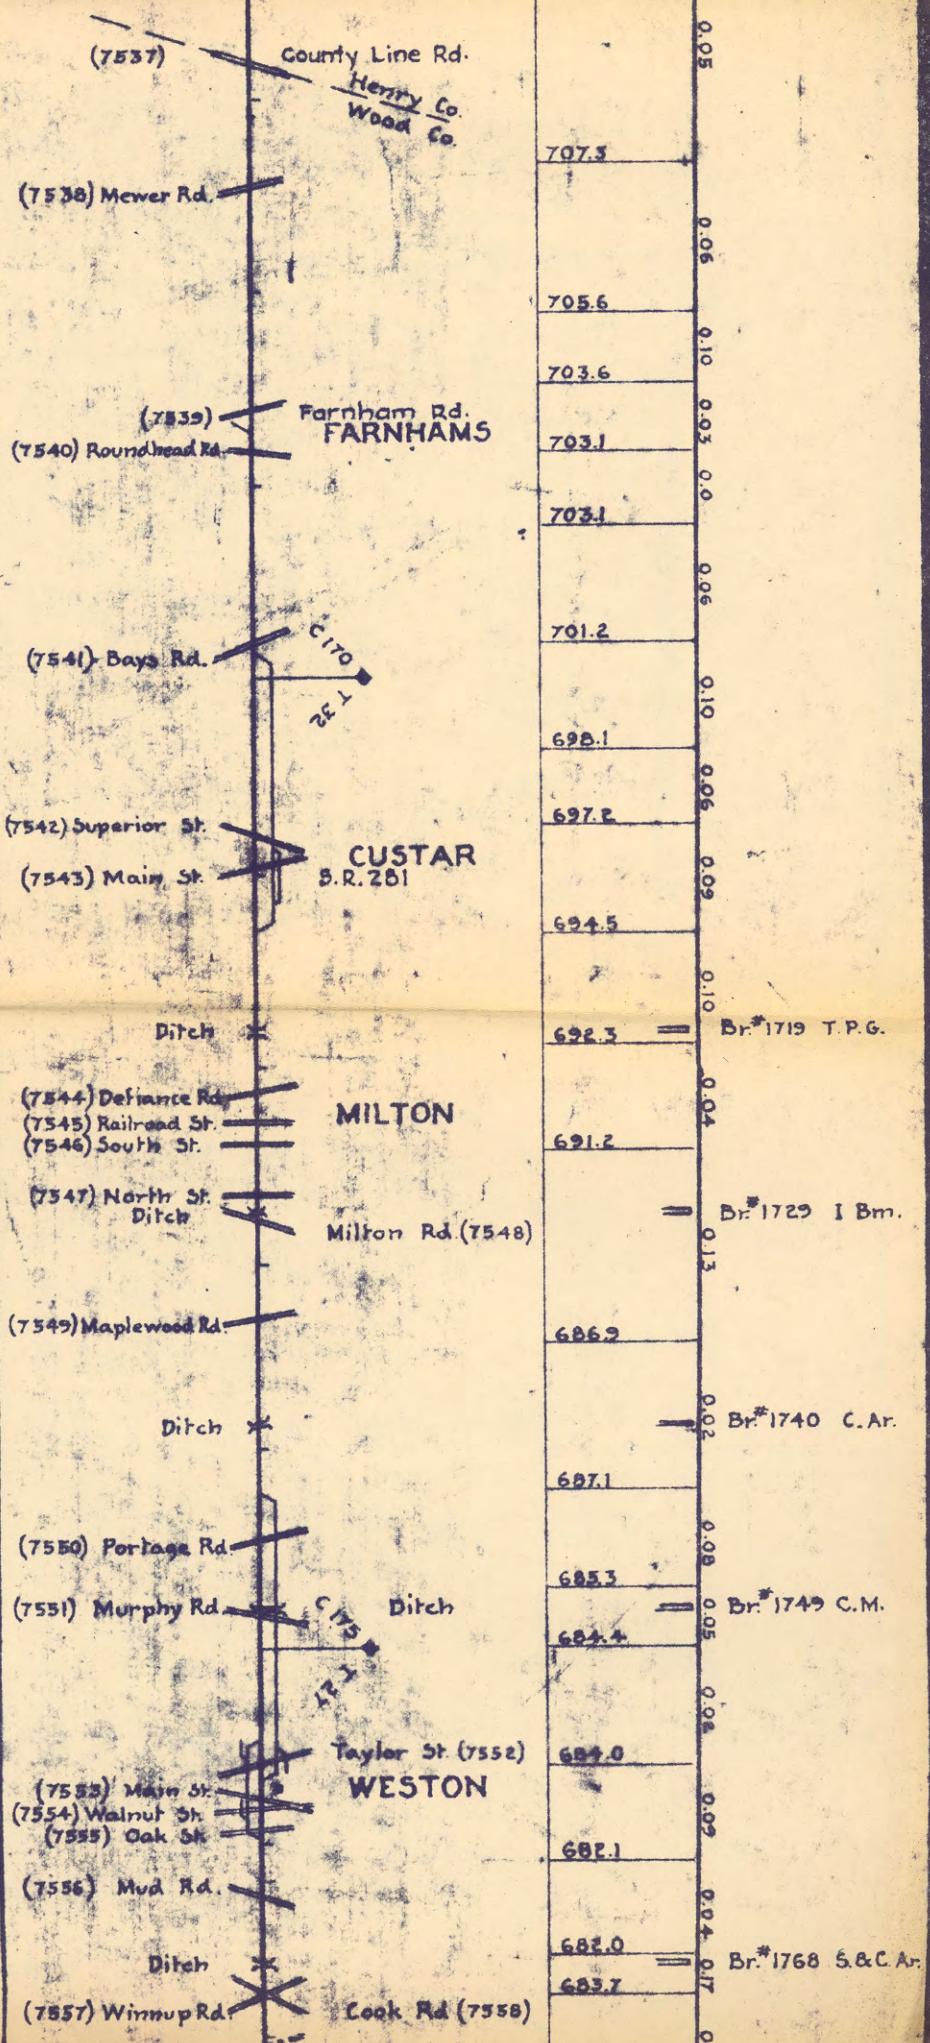 0.05
(7537) County Line Rd.
Henry Co.
Wood Co.
707.3
(7538) Mewer Rd.
0.06
705.6
0.10
703.6
(7539) Farnham Rd.
FARNHAMS
0.03
(7540) Roundhead Rd.
703.1
0.0
703.1
0.06
C 170
701.2
(7541) Bays Rd.
0.10
T 32
698.1
0.06
697.2
(7542) Superior St.
CUSTAR
(7543) Main St.
S.R. 281
0.09
694.5
0.10
Ditch
692.3
Br.#1719 T.P.G.
(7544) Defiance Rd.
0.04
MILTON
(7545) Railroad St.
(7546) South St.
691.2
(7547) North St.
Ditch
Br.#1729 I Bm.
Milton Rd. (7548)
0.13
(7549) Maplewood Rd.
686.9
0.02
Ditch
Br.#1740 C. Ar.
687.1
(7550) Portage Rd.
0.08
685.3
(7551) Murphy Rd.
C 175
Ditch
Br.#1749 C.M.
684.4
0.05
T 27
0.02
Taylor St. (7552)
684.0
(7553) Main St.
WESTON
(7554) Walnut St.
0.09
(7555) Oak St.
682.1
(7556) Mud Rd.
0.04
682.0
Ditch
Br.#1768 S.&C. Ar.
0.17
683.7
(7557) Winnup Rd.
Cook Rd (7558)